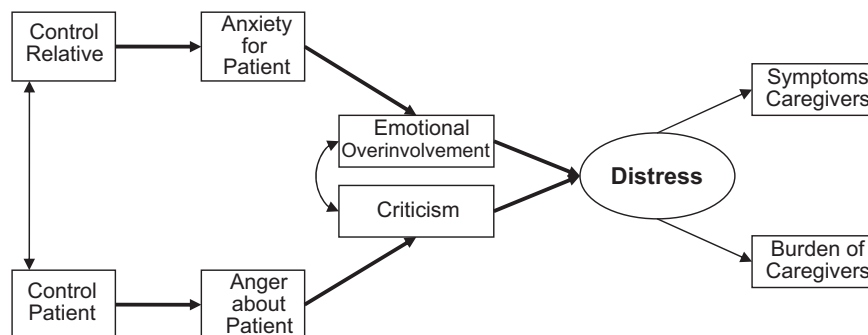 Control
Relative
Anxiety
for
Patient
Emotional
Overinvolvement
Criticism
Distress
Symptoms
Caregivers
Burden of
Caregivers
Control
Patient
Anger
about
Patient